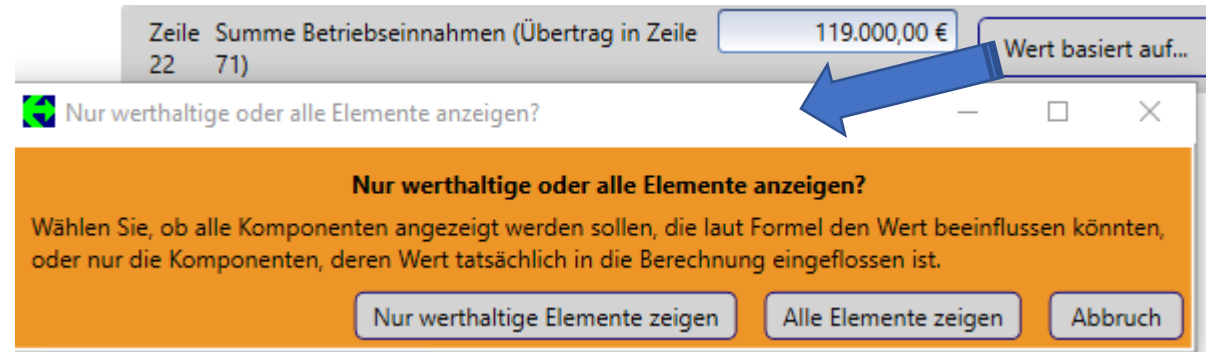 Zeile Summe Betriebseinnahmen (Übertrag in Zeile 119.000,00 €
22 71) Wert basiert auf...
Nur werthaltige oder alle Elemente anzeigen?
Nur werthaltige oder alle Elemente anzeigen?
Wählen Sie, ob alle Komponenten angezeigt werden sollen, die laut Formel den Wert beeinflussen könnten,
oder nur die Komponenten, deren Wert tatsächlich in die Berechnung eingeflossen ist.
Nur werthaltige Elemente zeigen Alle Elemente zeigen Abbruch